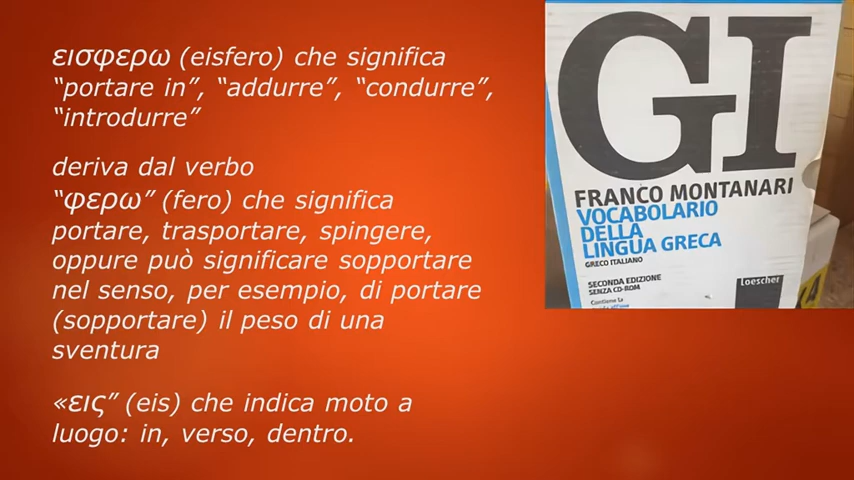 εισφερω (eisfero) che significa
“portare in”, “addurre”, “condurre”,
“introdurre”
deriva dal verbo
“φερω” (fero) che significa
portare, trasportare, spingere,
oppure può significare sopportare
nel senso, per esempio, di portare
(sopportare) il peso di una
sventura
«εις” (eis) che indica moto a
luogo: in, verso, dentro.
GI
FRANCO MONTANARI
VOCABOLARIO
DELLA
LINGUA GRECA
GRECO ITALIANO
SECONDA EDIZIONE
SENZA CD-ROM
Loescher
Contiene la